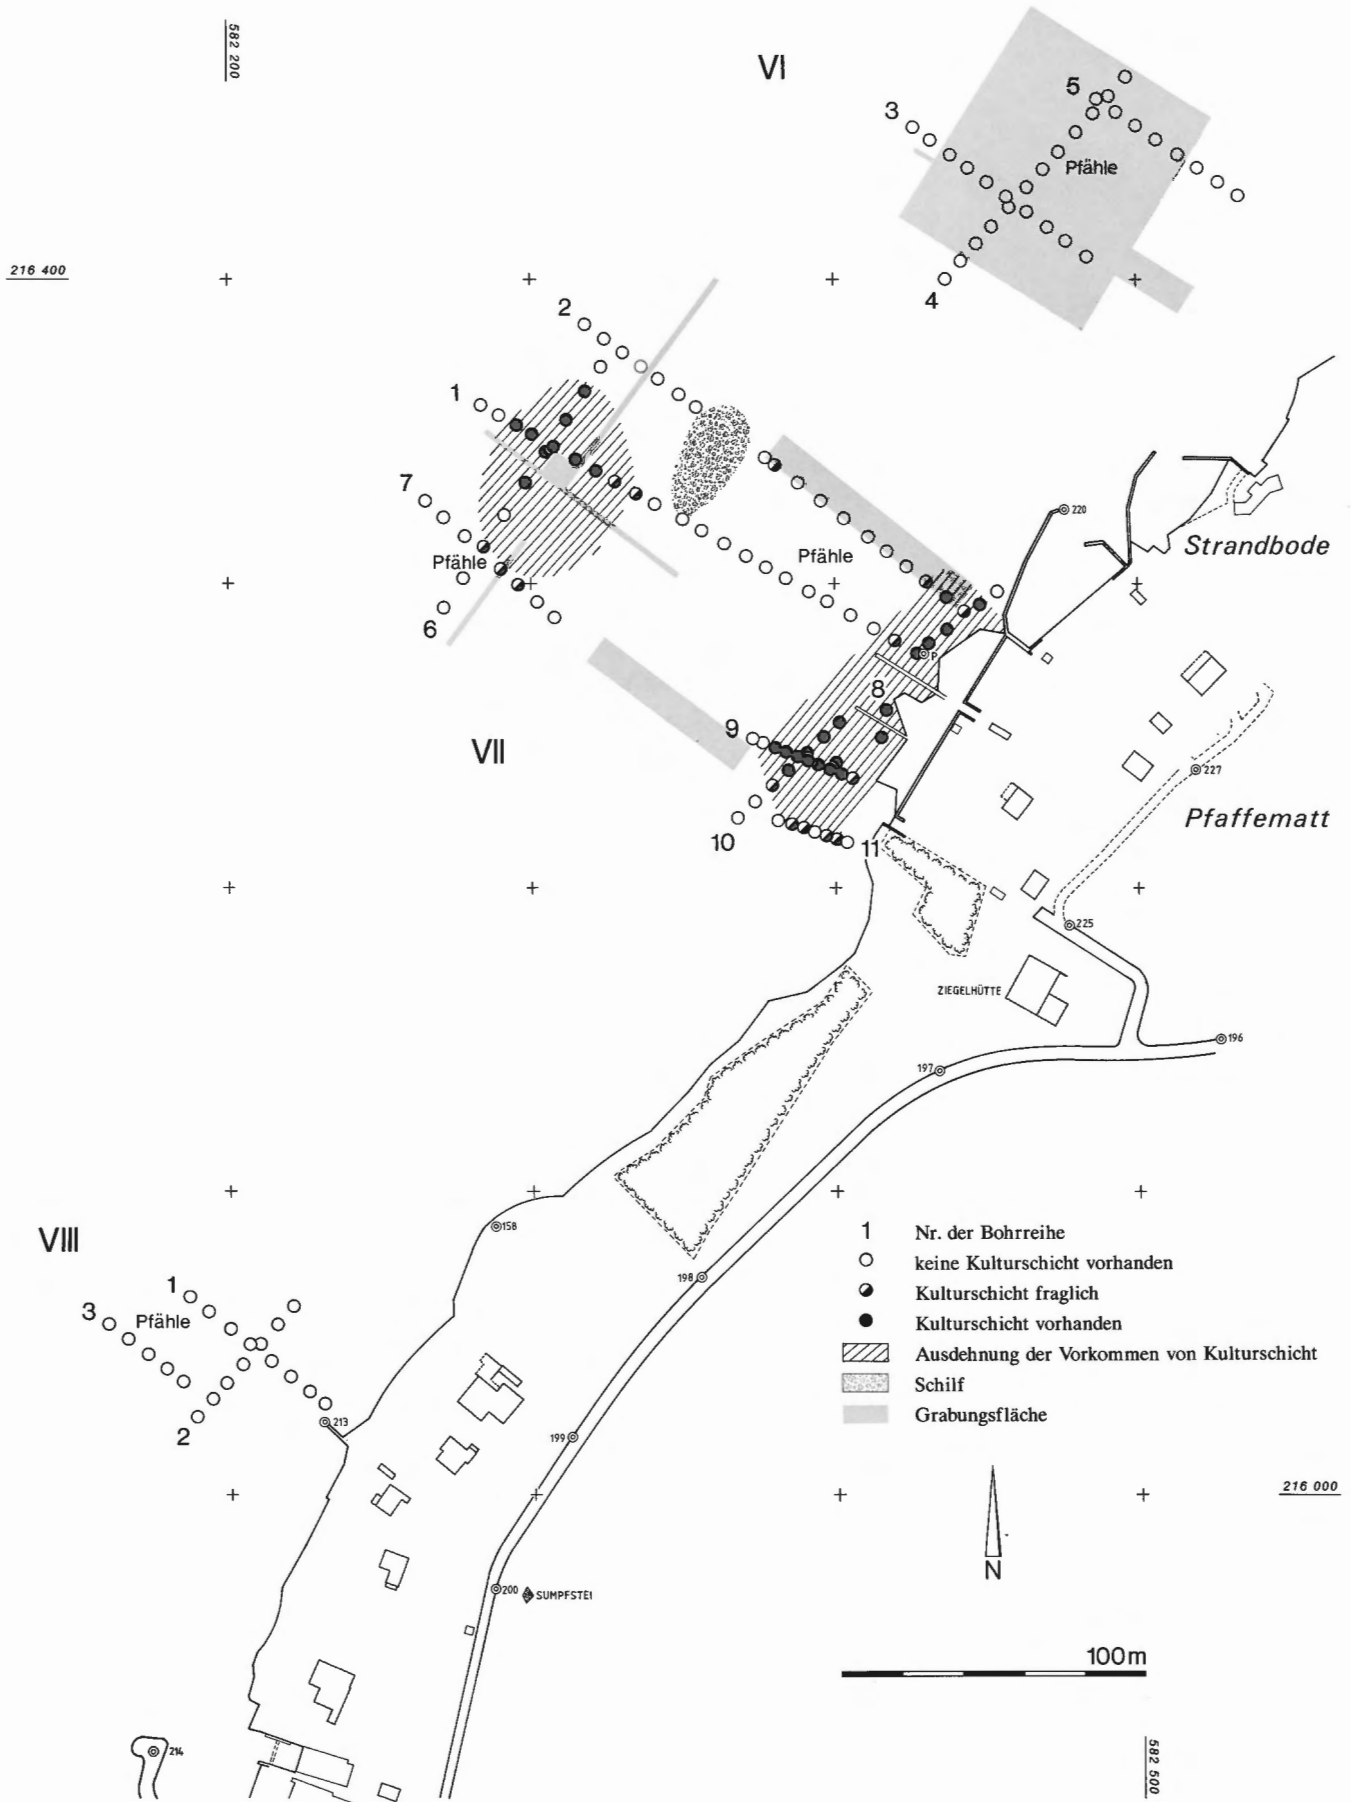 582 200
VI
5
3
Pfähle
216 400
4
2
1
7
220
Strandbode
Pfähle
Pfähle
6
P
8
9
VII
227
Pfaffematt
10
11
225
ZIEGELHÜTTE
196
197
158
VIII
198
1
3
Pfähle
2
213
199
1 Nr. der Bohrreihe
keine Kulturschicht vorhanden
Kulturschicht fraglich
Kulturschicht vorhanden
Ausdehnung der Vorkommen von Kulturschicht
Schilf
Grabungsfläche
216 000
N
200
SUMPFSTEI
100m
214
582 500